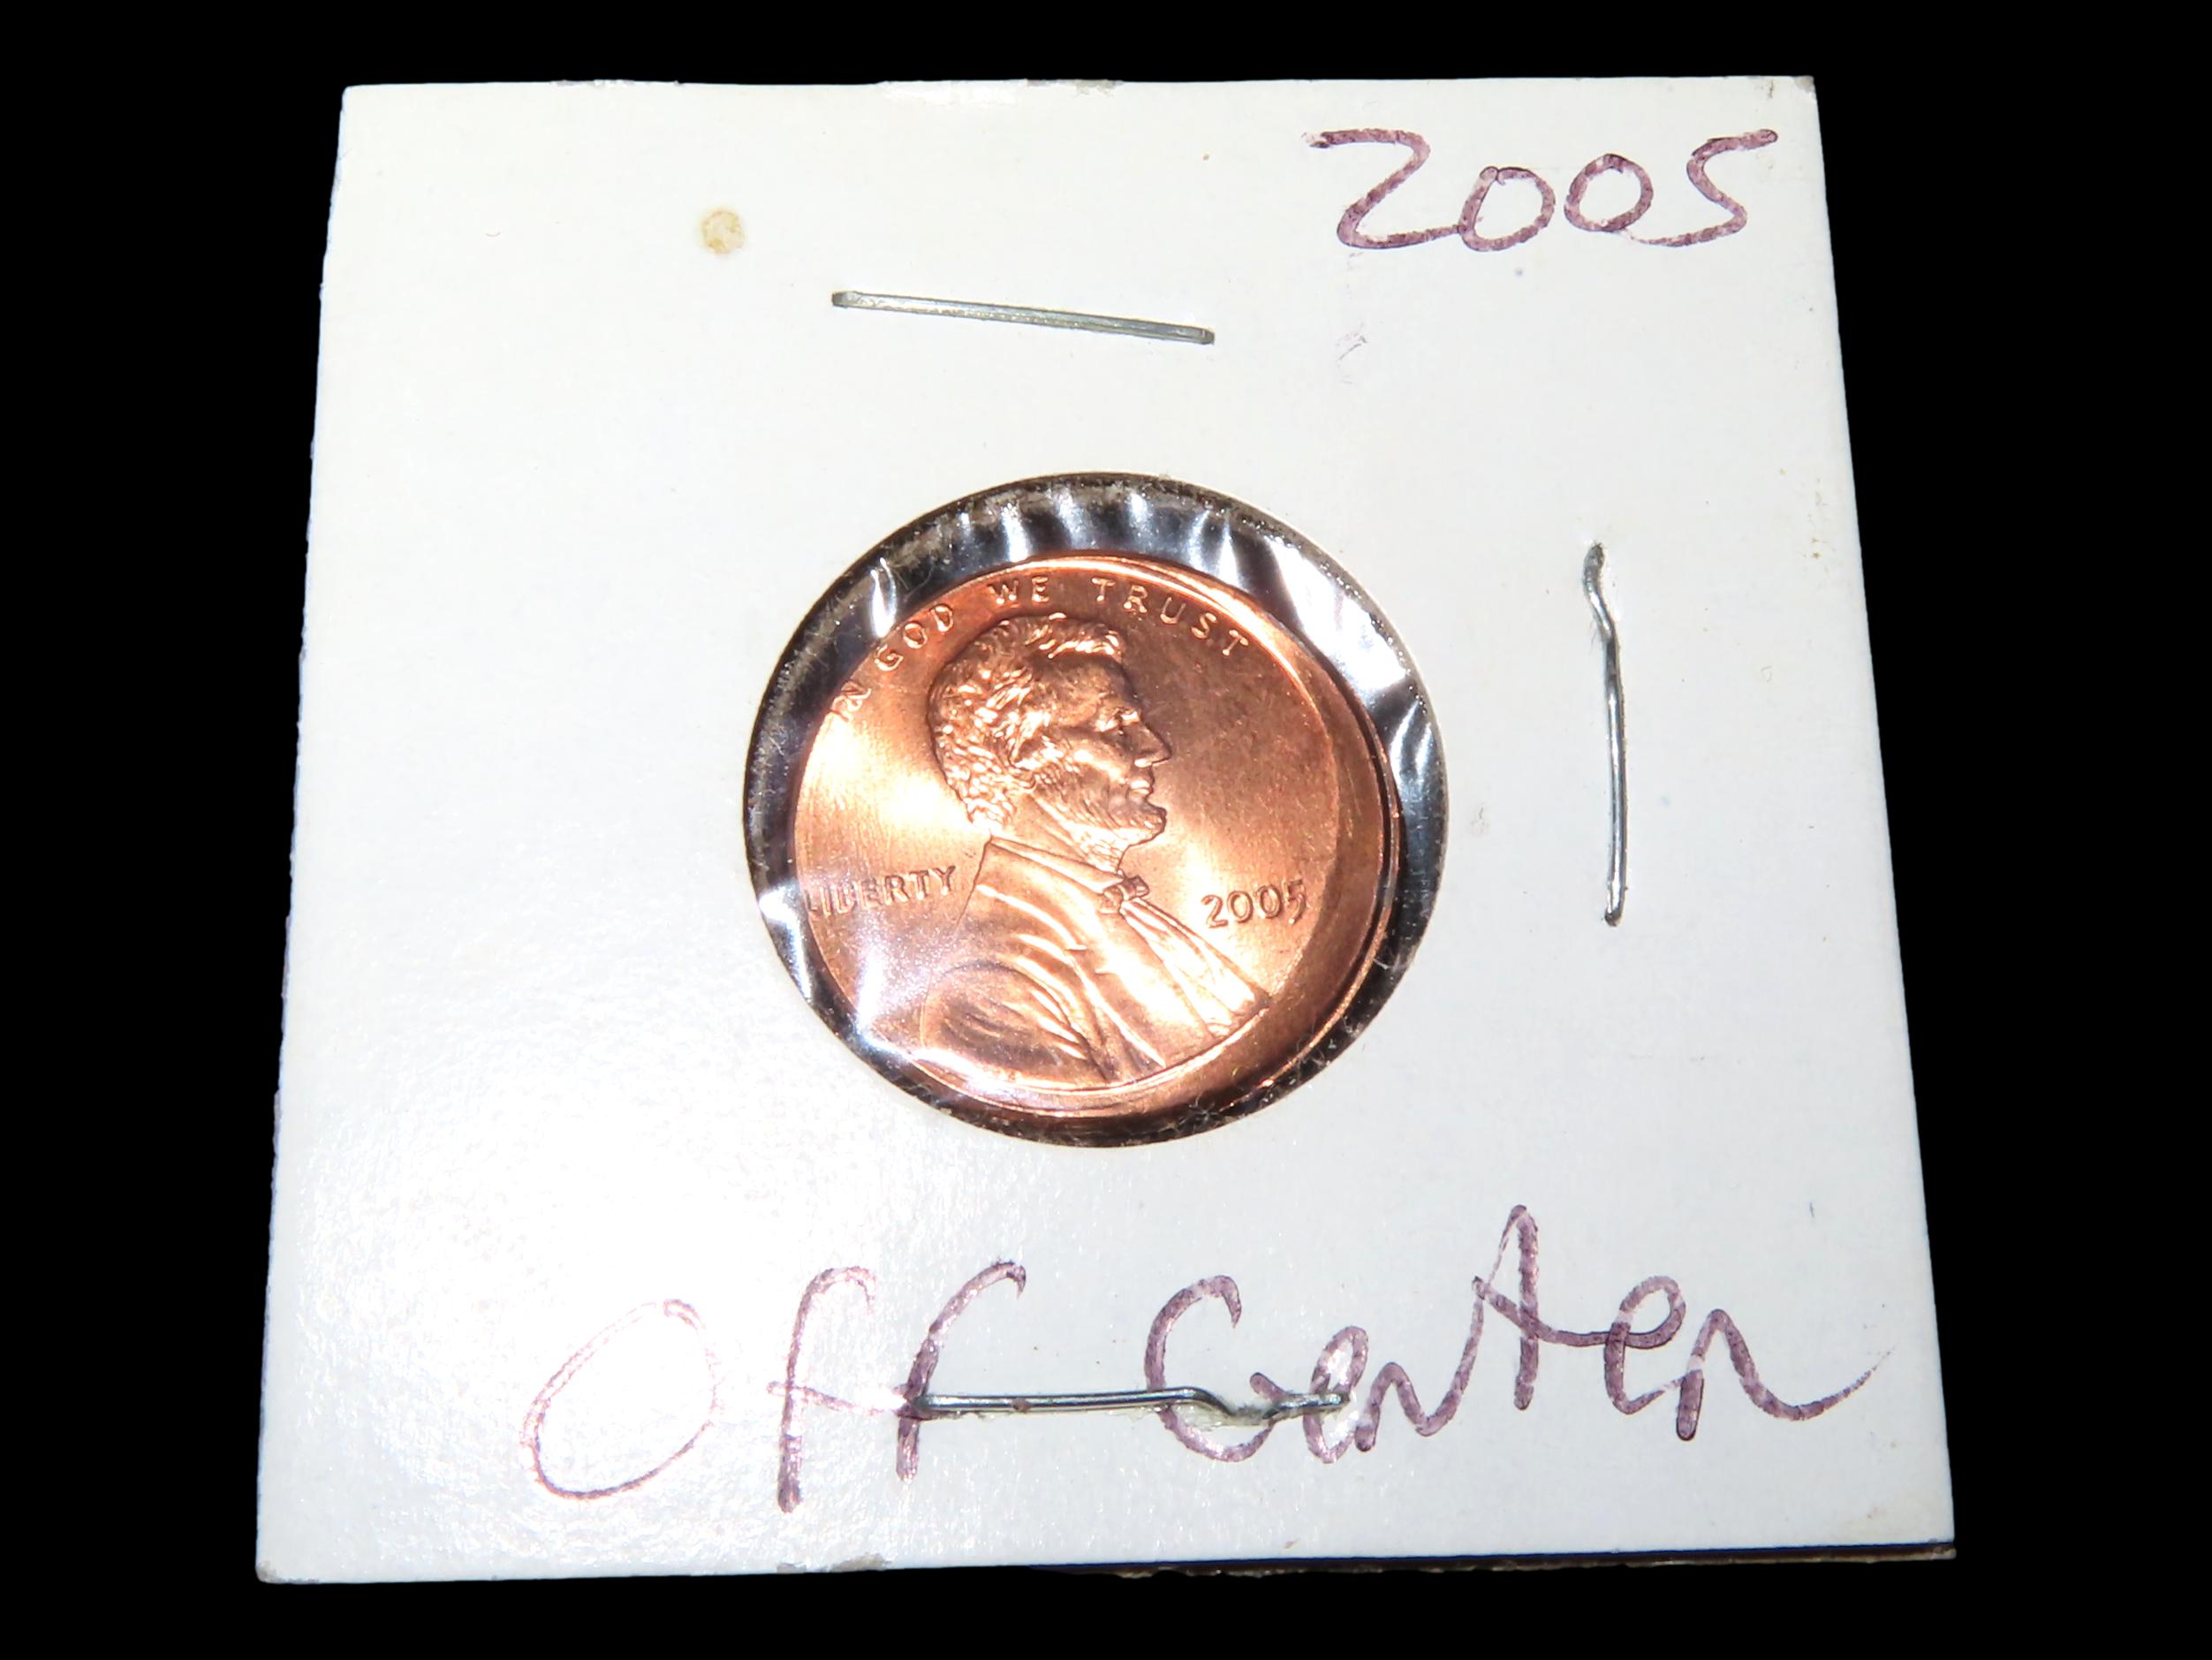 2005
IN GOD WE TRUST
LIBERTY 2005
Off Center